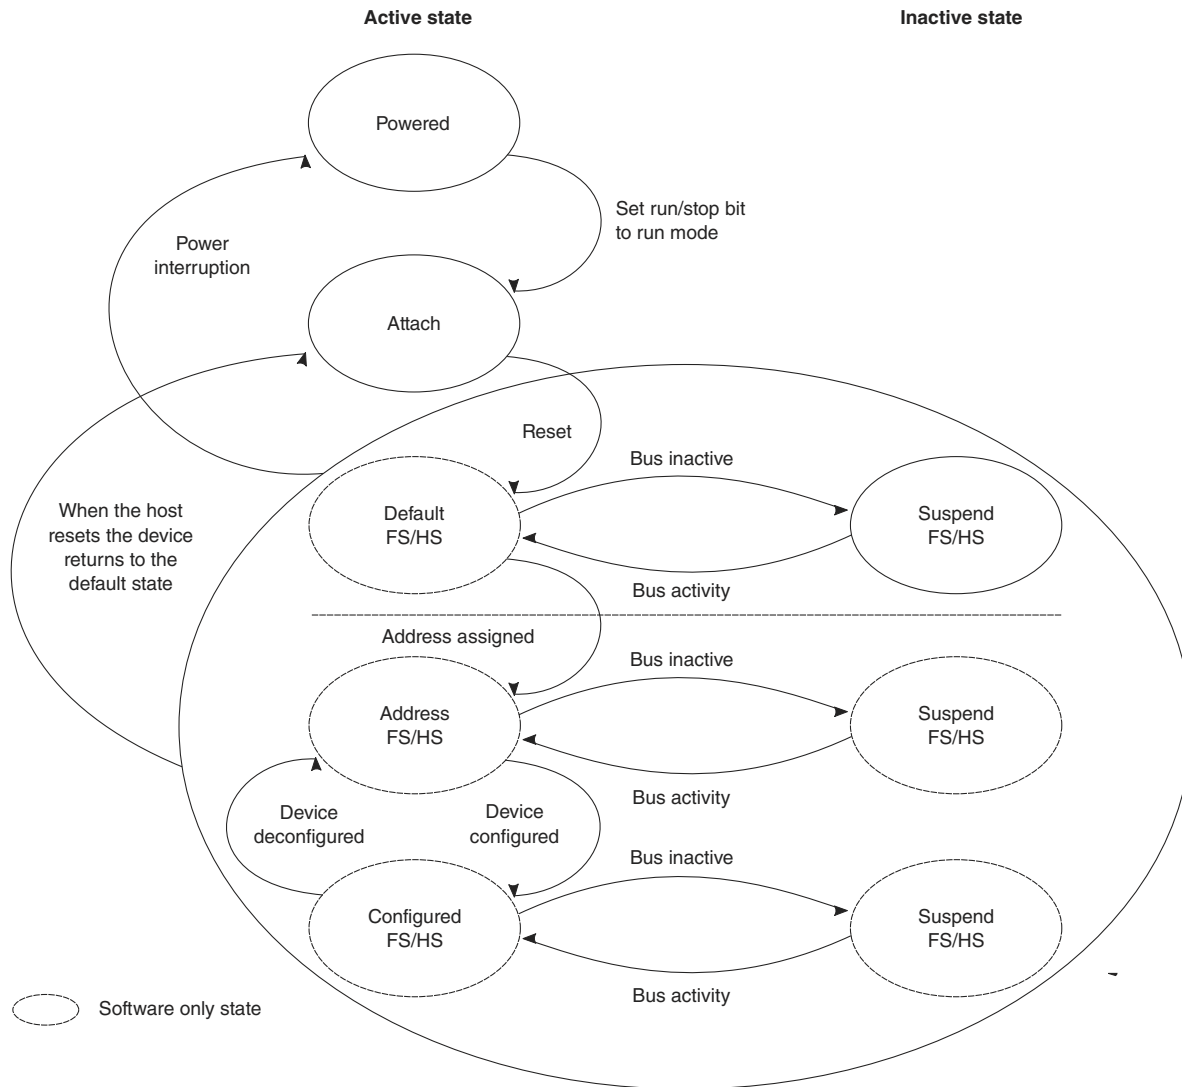 Active state
Inactive state
Powered
Set run/stop bit
to run mode
Power
interruption
Attach
Reset
Bus inactive
When the host
resets the device
returns to the
default state
Default
FS/HS
Suspend
FS/HS
Bus activity
Address assigned
Bus inactive
Address
FS/HS
Suspend
FS/HS
Bus activity
Device
deconfigured
Device
configured
Bus inactive
Configured
FS/HS
Suspend
FS/HS
Bus activity
Software only state